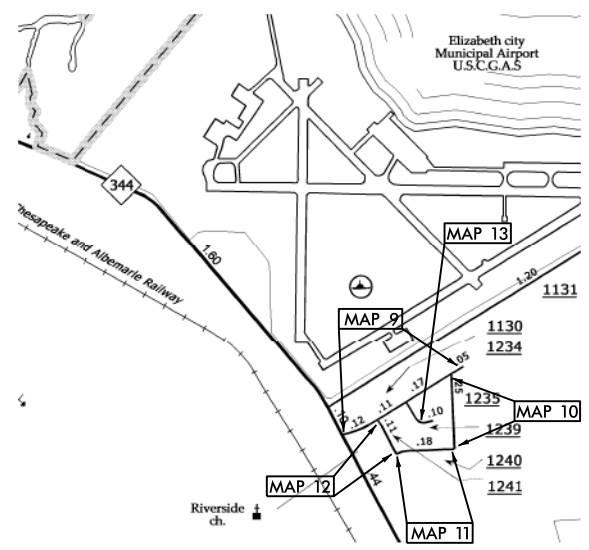 Elizabeth city
Municipal Airport
U.S.C.G.A.S
344
Chesapeake and Albemarle Railway
1.60
MAP 13
1.20
1131
MAP 9
1130
1234
.05
.17
.25
1235
.11
.10
.10
MAP 10
.12
1239
.11
.18
1240
MAP 12
.44
1241
Riverside
ch.
MAP 11